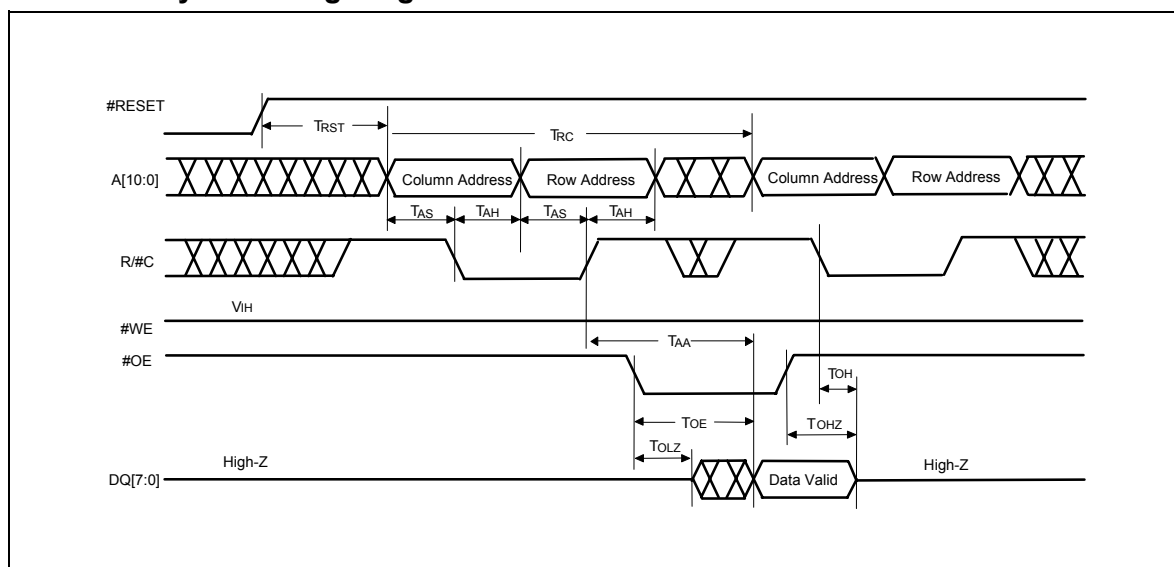 #RESET
TRST
TRC
A[10:0]
Column Address
Row Address
Column Address
Row Address
TAS
TAH
TAS
TAH
R/#C
VIH
#WE
TAA
#OE
TOH
TOE
TOHZ
TOLZ
High-Z
High-Z
DQ[7:0]
Data Valid